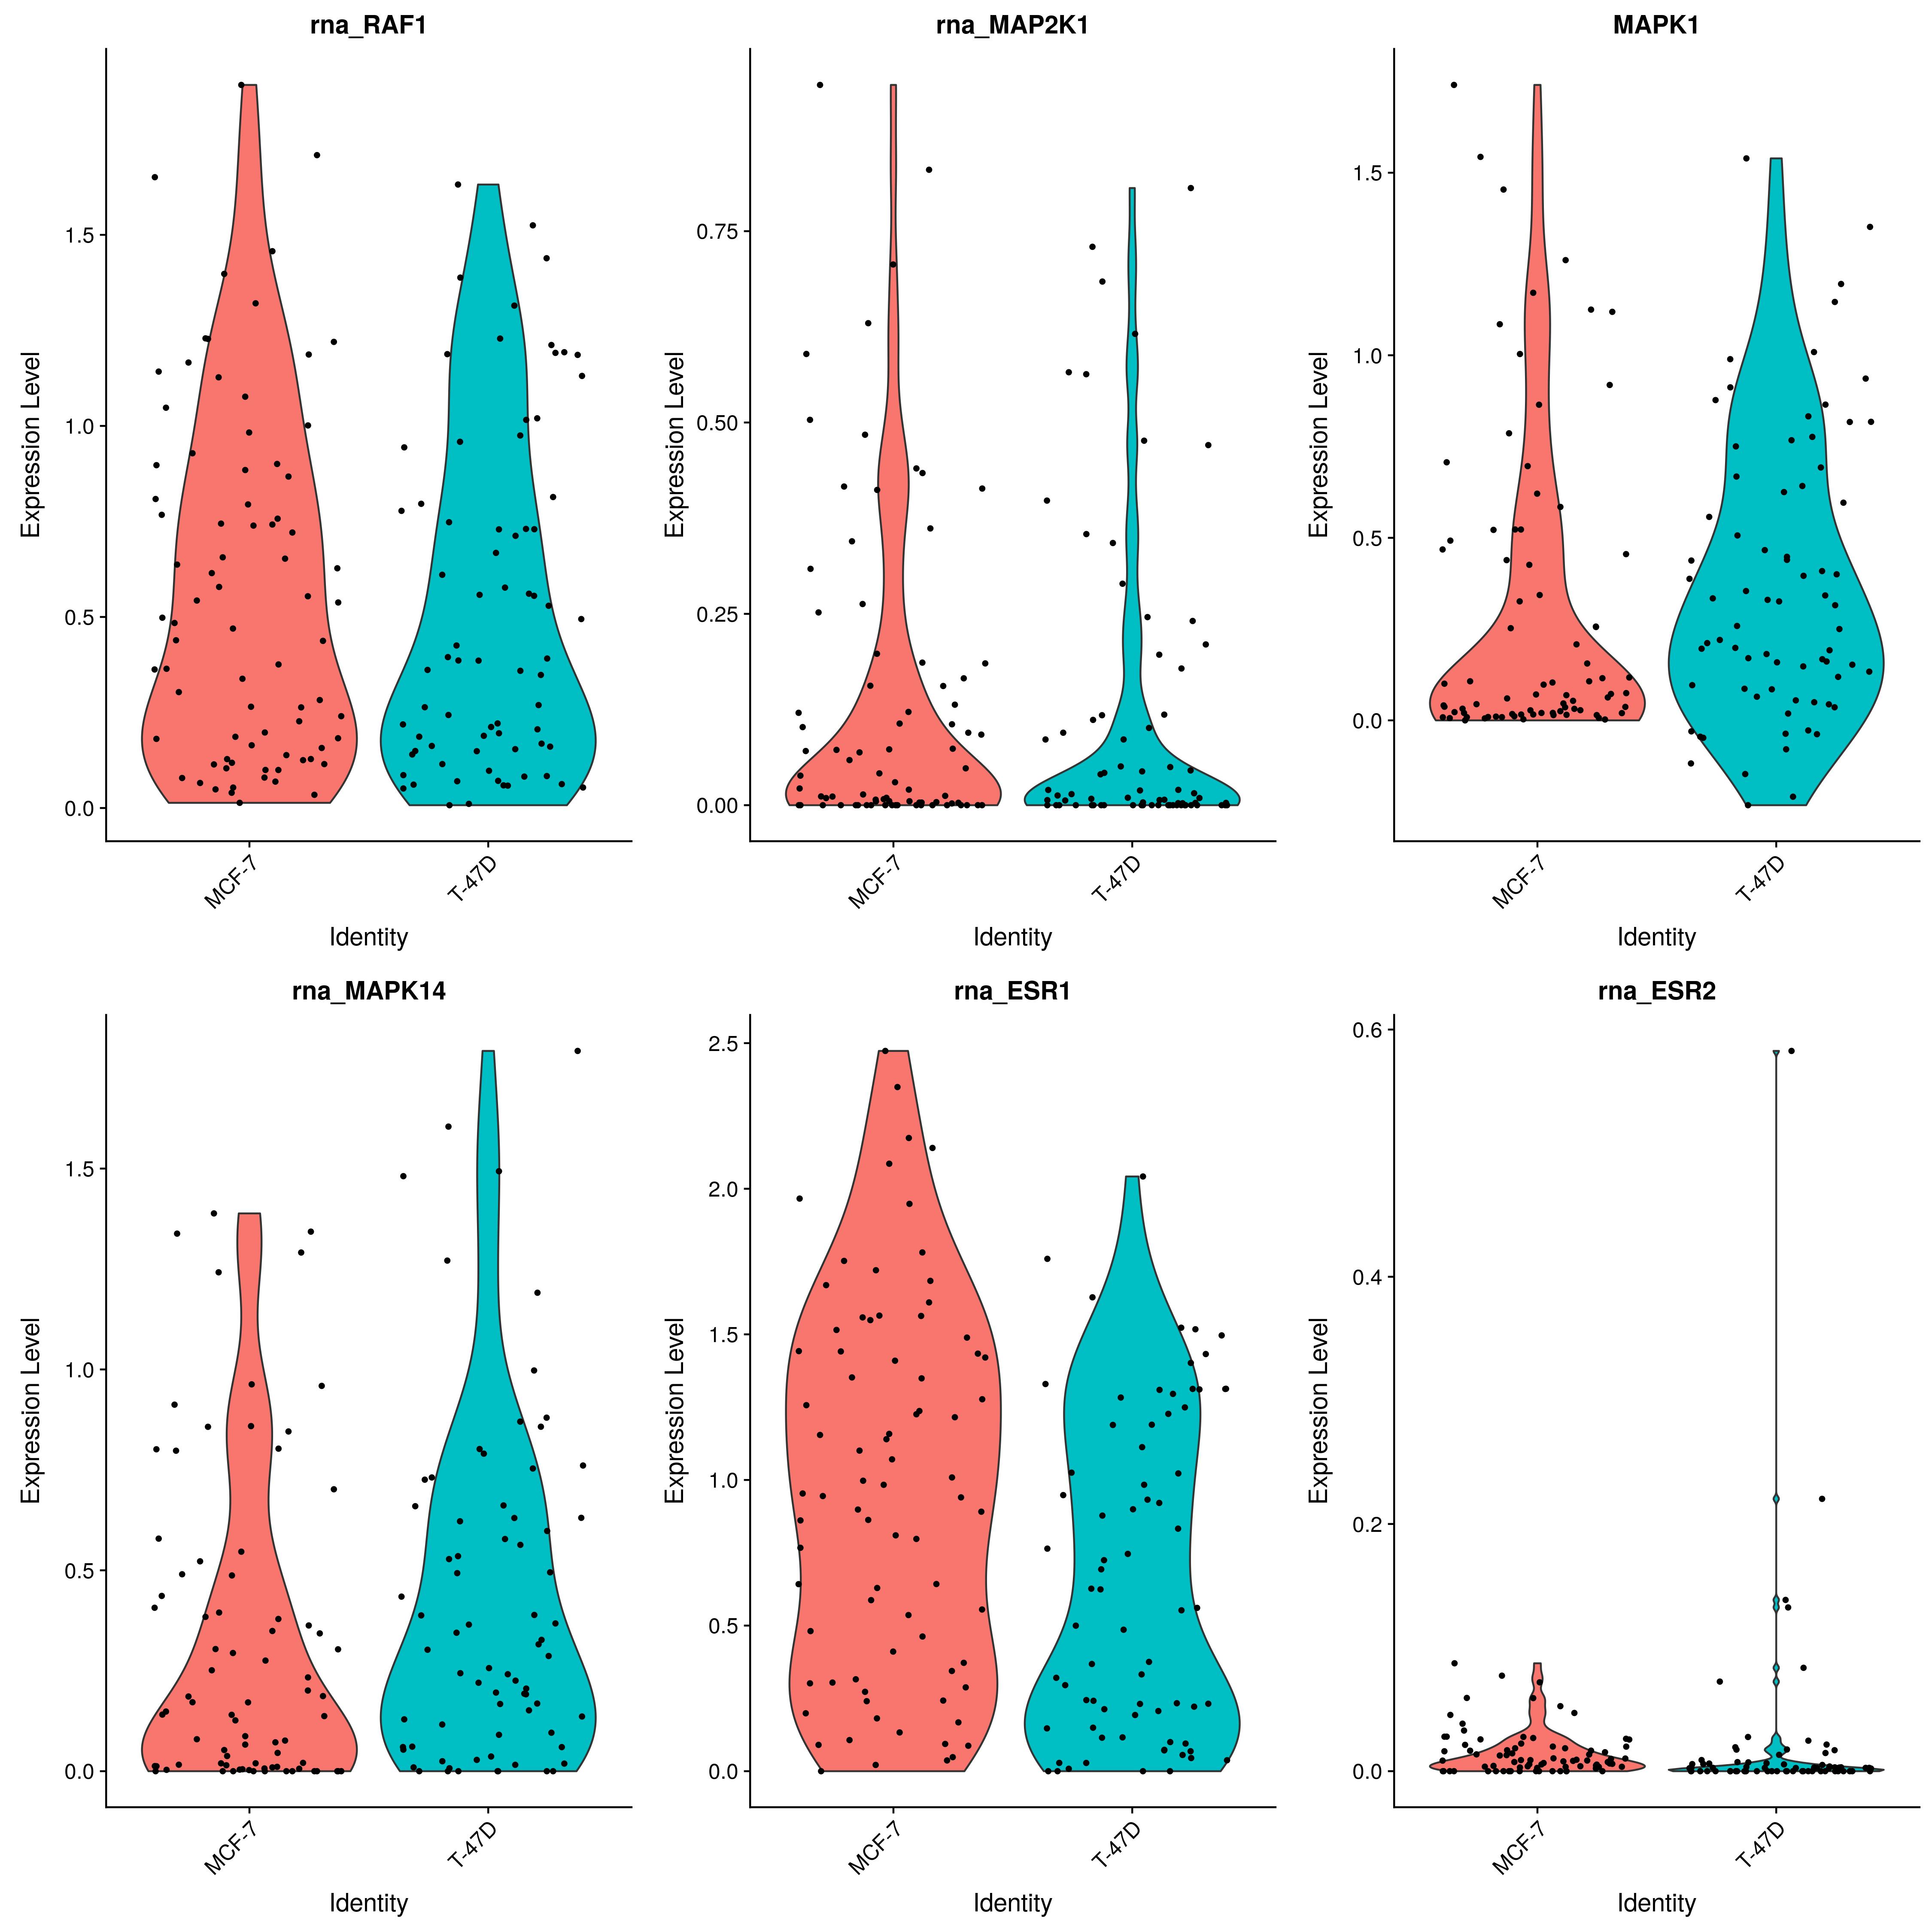 rna_RAF1
Expression Level
1.5
1.0
0.5
0.0
MCF-7
T-47D
Identity
rna_MAP2K1
Expression Level
0.75
0.50
0.25
0.00
MCF-7
T-47D
Identity
MAPK1
Expression Level
1.5
1.0
0.5
0.0
MCF-7
T-47D
Identity
rna_MAPK14
Expression Level
1.5
1.0
0.5
0.0
MCF-7
T-47D
Identity
rna_ESR1
Expression Level
2.5
2.0
1.5
1.0
0.5
0.0
MCF-7
T-47D
Identity
rna_ESR2
Expression Level
0.6
0.4
0.2
0.0
MCF-7
T-47D
Identity